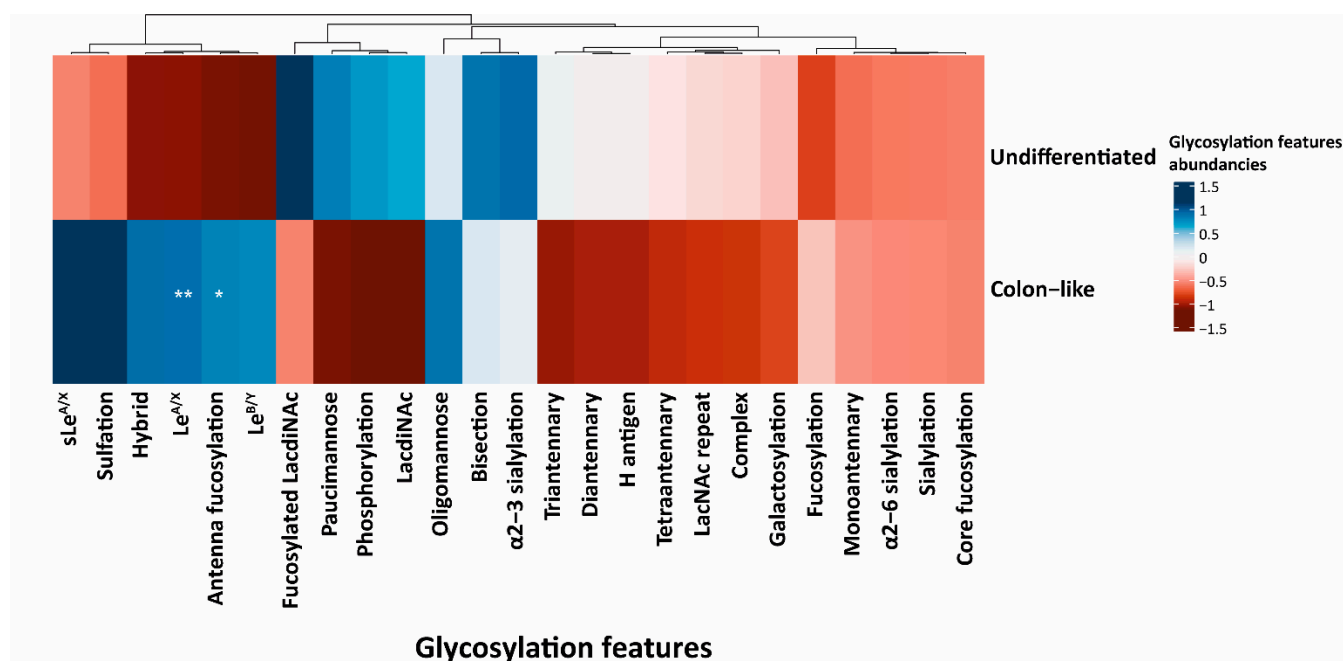 Undifferentiated
Colon−like
Glycosylation features
abundancies
1.5
1
0.5
0
−0.5
−1
−1.5
**
*
sLeA/X
Sulfation
Hybrid
LeA/X
Antenna fucosylation
LeB/Y
Fucosylated LacdiNAc
Paucimannose
Phosphorylation
LacdiNAc
Oligomannose
Bisection
α2−3 sialylation
Triantennary
Diantennary
H antigen
Tetraantennary
LacNAc repeat
Complex
Galactosylation
Fucosylation
Monoantennary
α2−6 sialylation
Sialylation
Core fucosylation
Glycosylation features